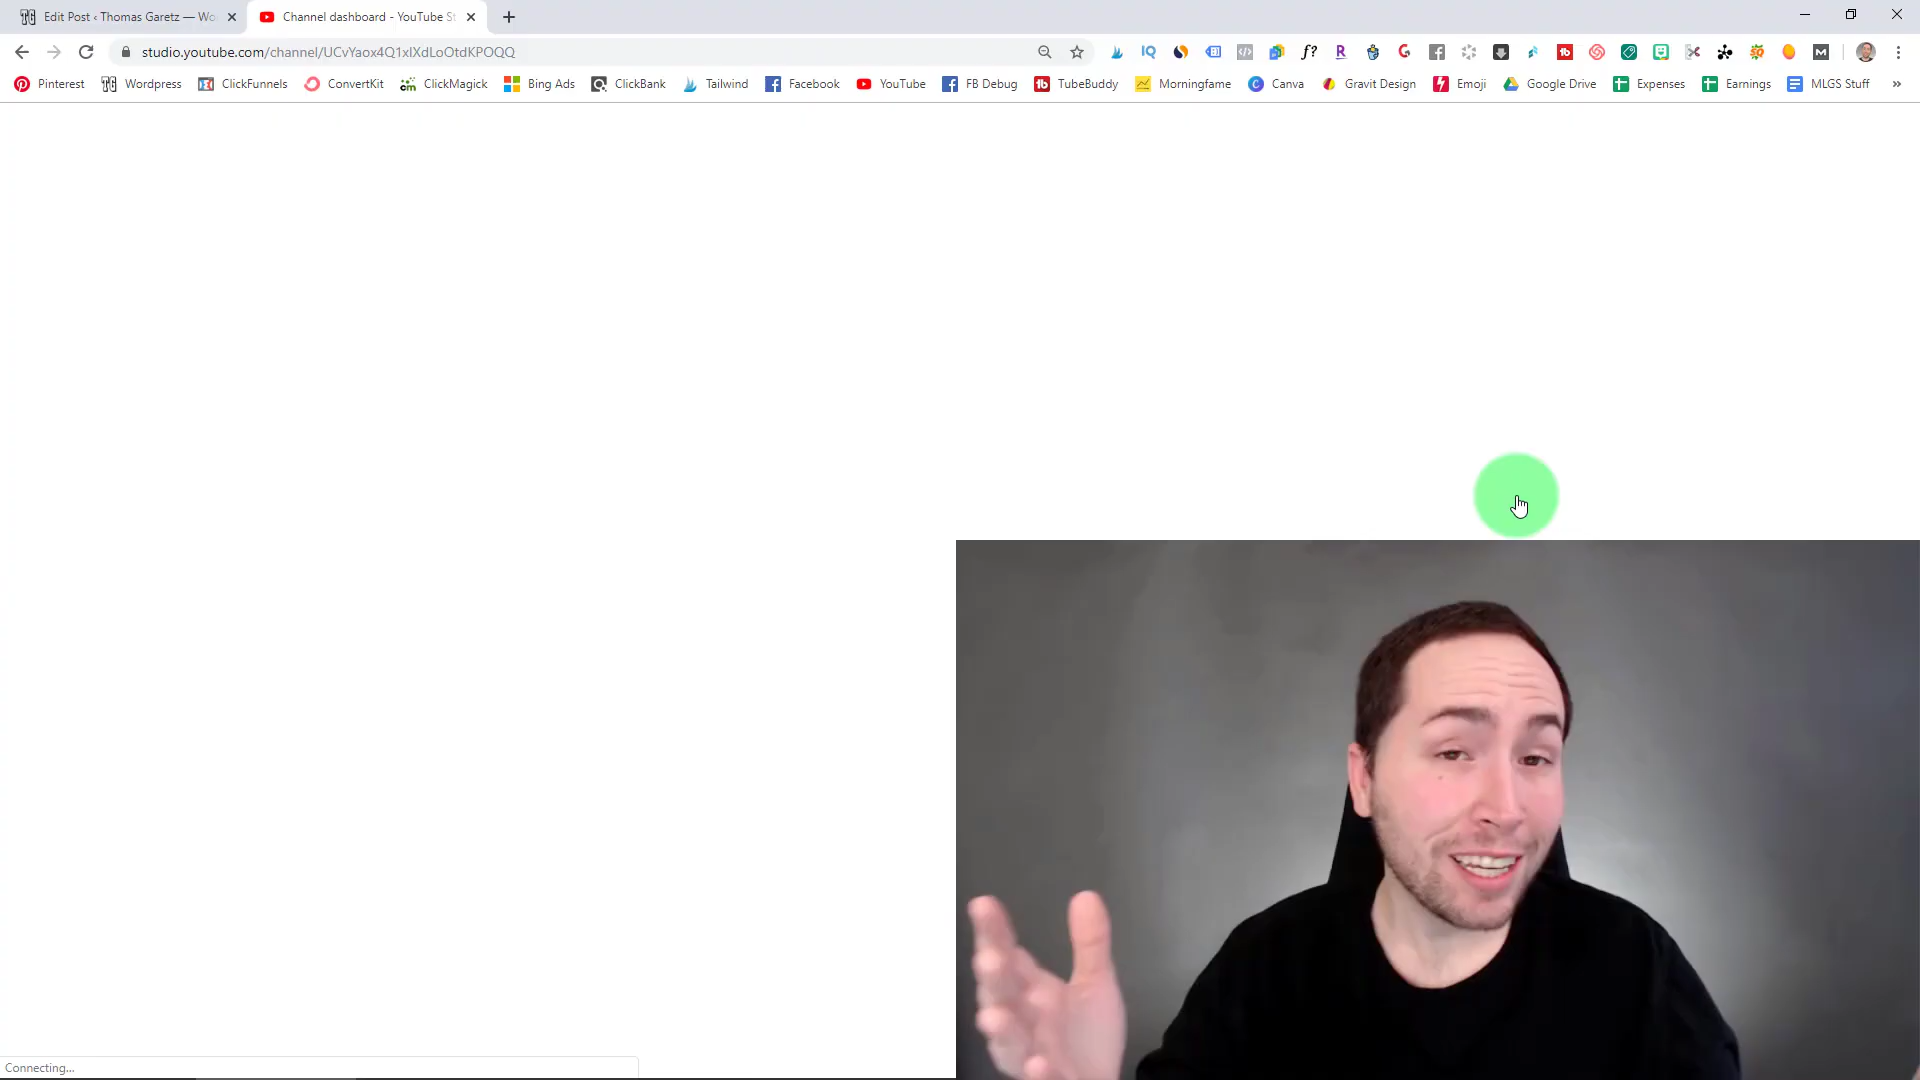 Edit Post ‹ Thomas Garetz — Wo
Channel dashboard - YouTube St
studio.youtube.com/channel/UCvYaox4Q1xIXdLoOtdKPOQQ
Pinterest Wordpress ClickFunnels ConvertKit ClickMagick Bing Ads ClickBank Tailwind Facebook YouTube FB Debug TubeBuddy Morningfame Canva Gravit Design Emoji Google Drive Expenses Earnings MLGS Stuff »
Connecting...